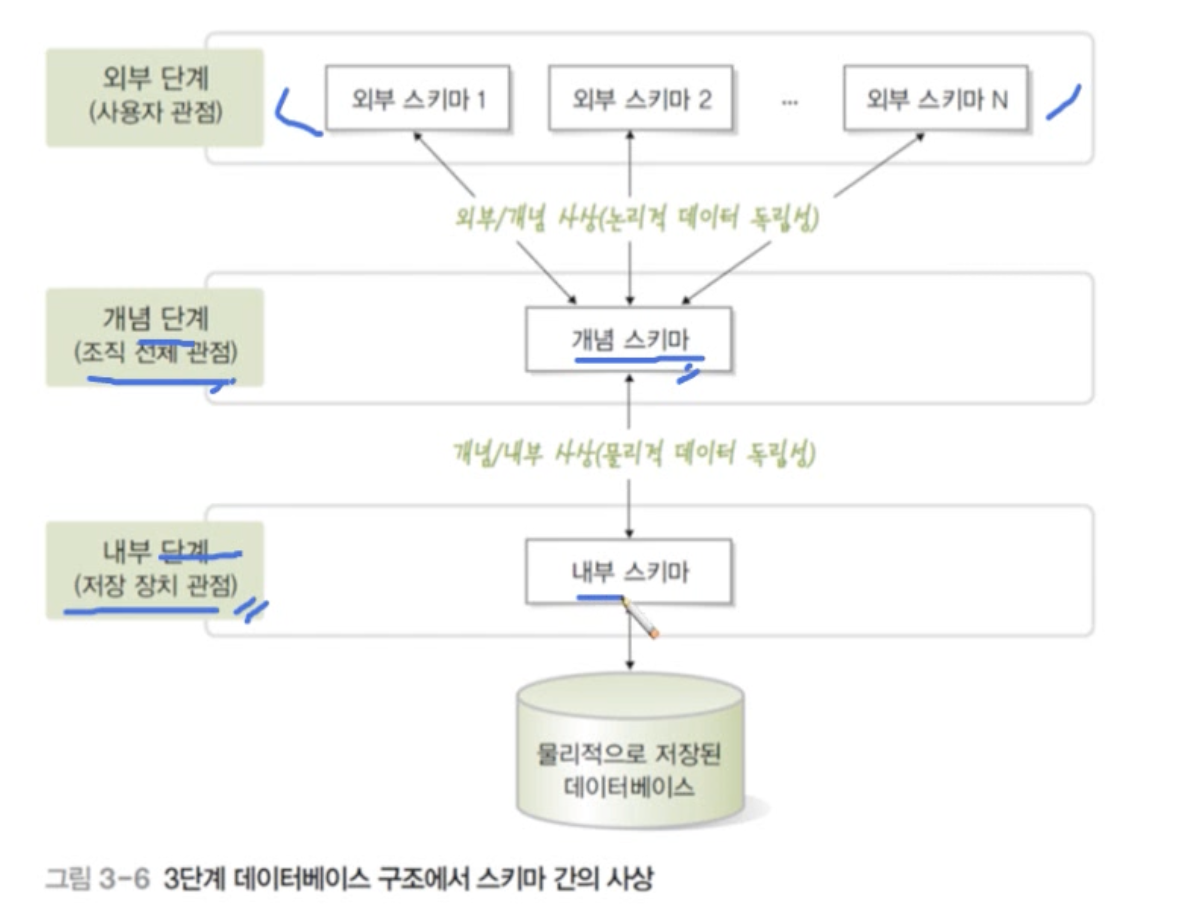 외부 단계
(사용자 관점)
외부 스키마 1
외부 스키마 2
...
외부 스키마 N
외부/개념 사상(논리적 데이터 독립성)
개념 단계
(조직 전체 관점)
개념 스키마
개념/내부 사상(물리적 데이터 독립성)
내부 단계
(저장 장치 관점)
내부 스키마
물리적으로 저장된
데이터베이스
그림 3-6 3단계 데이터베이스 구조에서 스키마 간의 사상